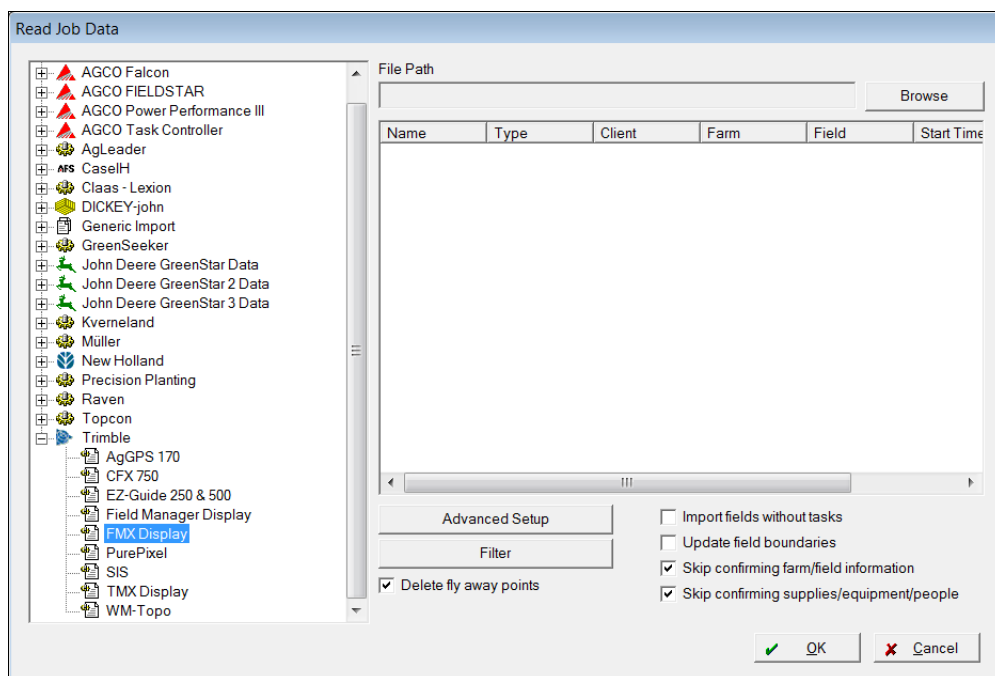 Read Job Data
AGCO Falcon
AGCO FIELDSTAR
AGCO Power Performance III
AGCO Task Controller
AgLeader
AFS CaseIH
Claas - Lexion
DICKEY-john
Generic Import
GreenSeeker
John Deere GreenStar Data
John Deere GreenStar 2 Data
John Deere GreenStar 3 Data
Kverneland
Müller
New Holland
Precision Planting
Raven
Topcon
Trimble
AgGPS 170
CFX 750
EZ-Guide 250 & 500
Field Manager Display
FMX Display
PurePixel
SIS
TMX Display
WM-Topo
File Path
Browse
Name Type Client Farm Field Start Time
Advanced Setup
Filter
Delete fly away points
Import fields without tasks
Update field boundaries
Skip confirming farm/field information
Skip confirming supplies/equipment/people
OK Cancel